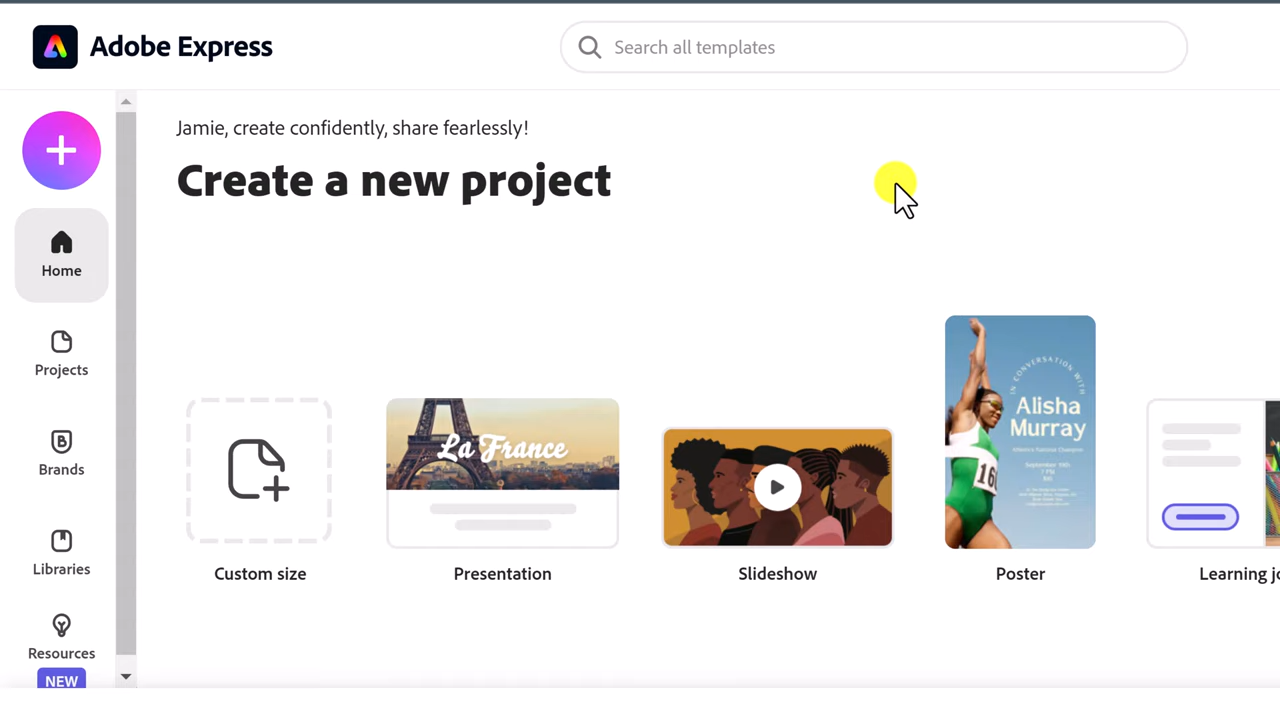 Adobe Express
Search all templates
Jamie, create confidently, share fearlessly!
Create a new project
Home
Projects
Brands
Libraries
Resources
NEW
La France
IN CONVERSATION WITH
Alisha
Murray
160
Custom size
Presentation
Slideshow
Poster
Learning jo